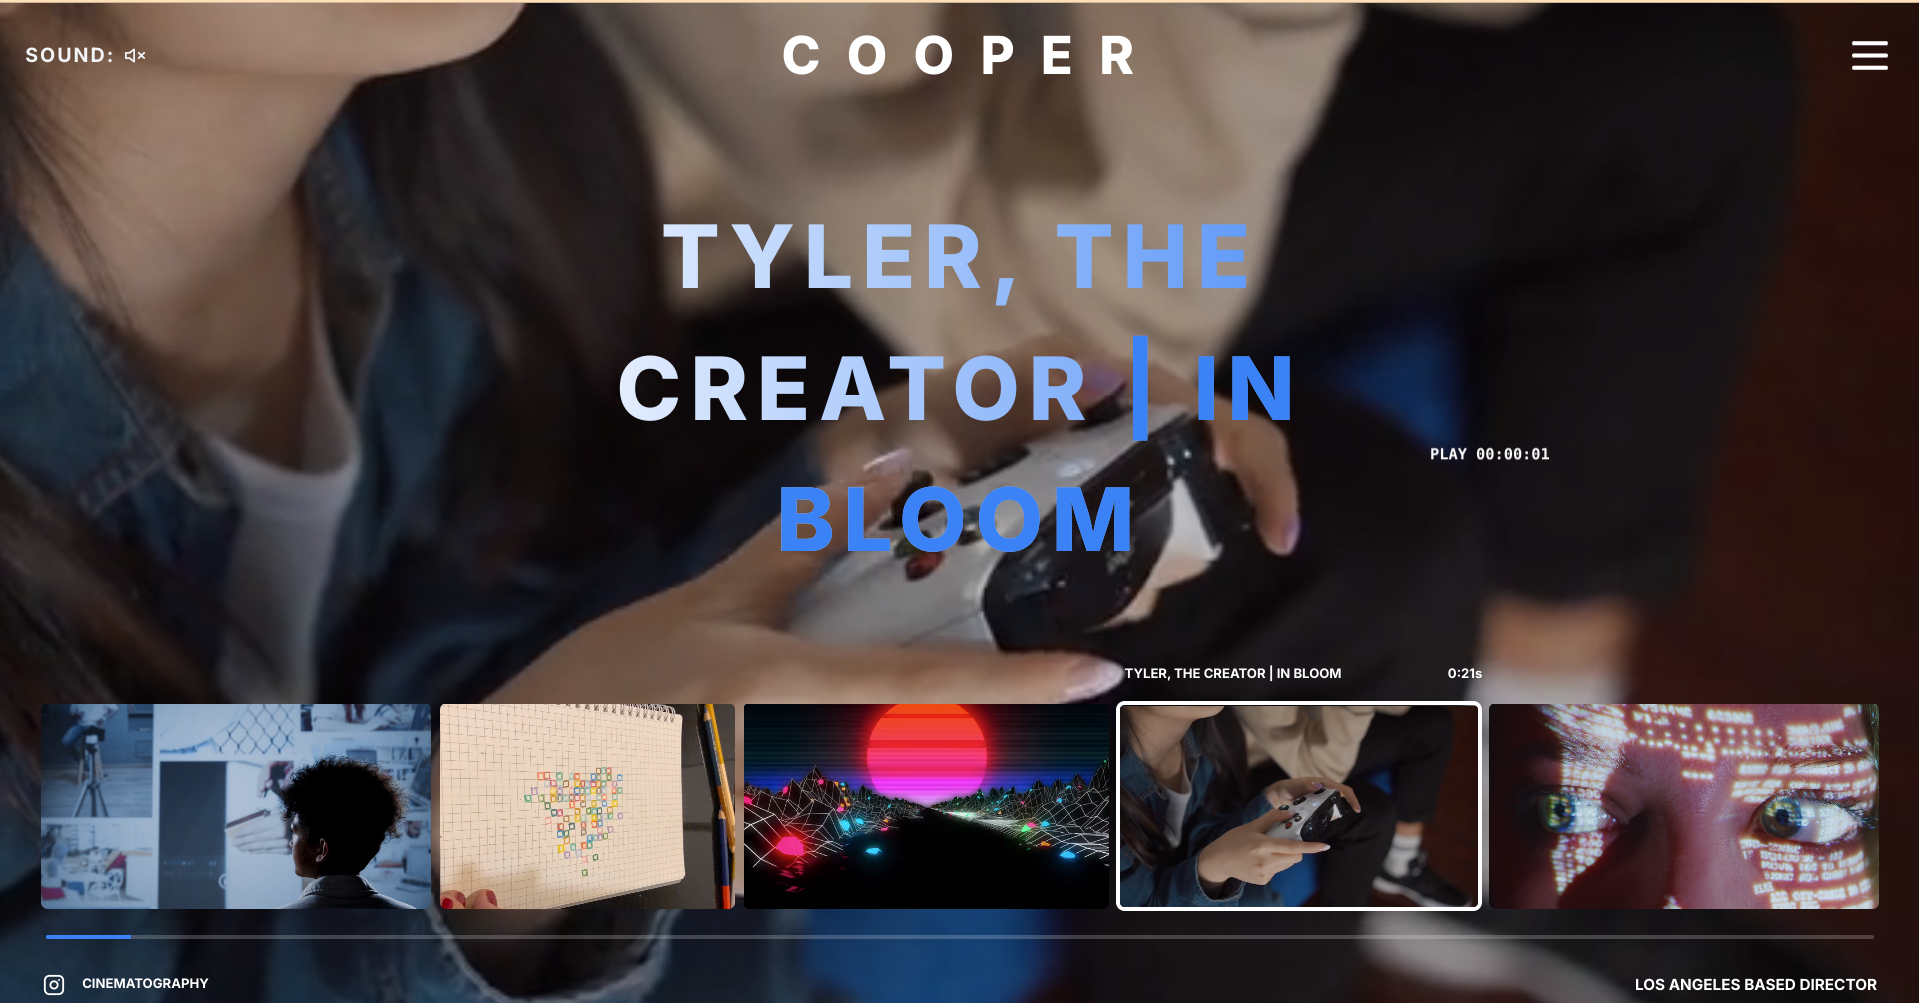 SOUND:
COOPER
TYLER, THE
CREATOR | IN
BLOOM
PLAY 00:00:01
TYLER, THE CREATOR | IN BLOOM
0:21s
CINEMATOGRAPHY
LOS ANGELES BASED DIRECTOR